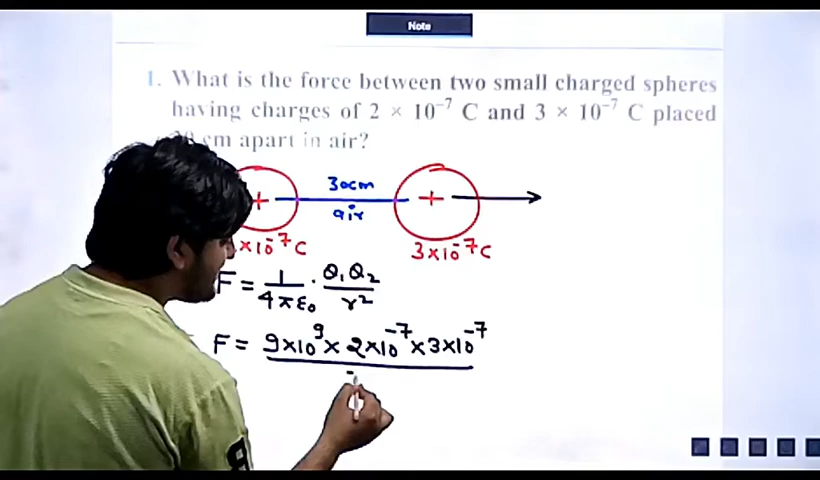 Note
1. What is the force between two small charged spheres
having charges of 2 × 10⁻⁷ C and 3 × 10⁻⁷ C placed
cm apart in air?
30cm
air
×10⁻⁷C
3×10⁻⁷C
F = 1/4πε₀ · Q₁Q₂/r²
F = 9×10⁹ × 2×10⁻⁷ × 3×10⁻⁷